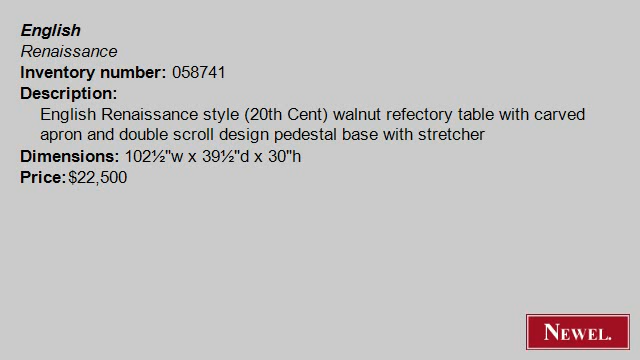 English
Renaissance
Inventory number: 058741
Description:
English Renaissance style (20th Cent) walnut refectory table with carved
apron and double scroll design pedestal base with stretcher
Dimensions: 102½"w x 39½"d x 30"h
Price:$22,500
NEWEL.